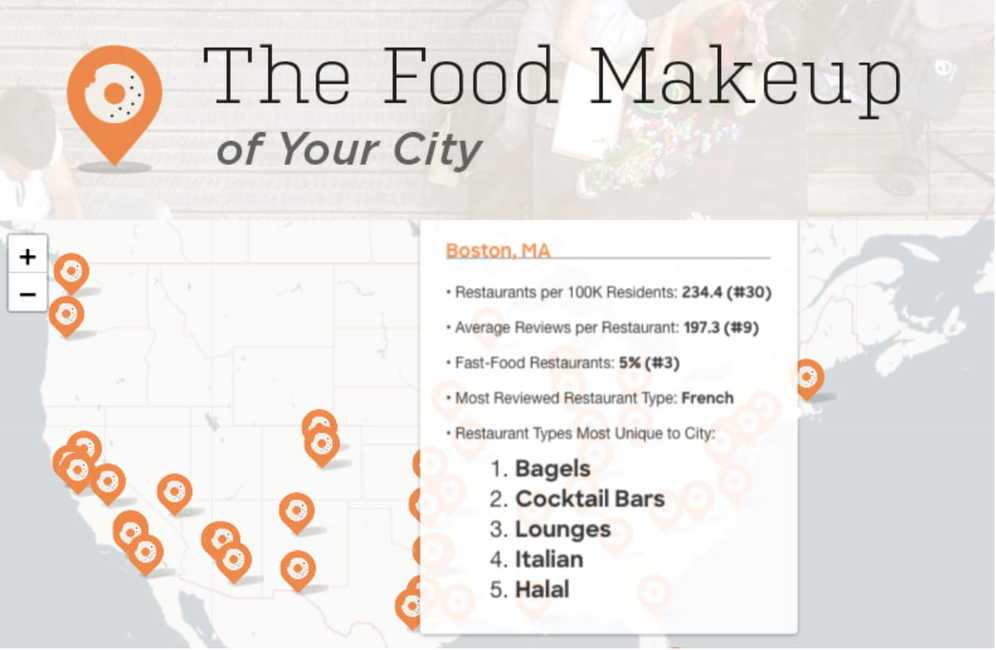 The Food Makeup
of Your City
+
−
Boston, MA
• Restaurants per 100K Residents: 234.4 (#30)
• Average Reviews per Restaurant: 197.3 (#9)
• Fast-Food Restaurants: 5% (#3)
• Most Reviewed Restaurant Type: French
• Restaurant Types Most Unique to City:
1. Bagels
2. Cocktail Bars
3. Lounges
4. Italian
5. Halal